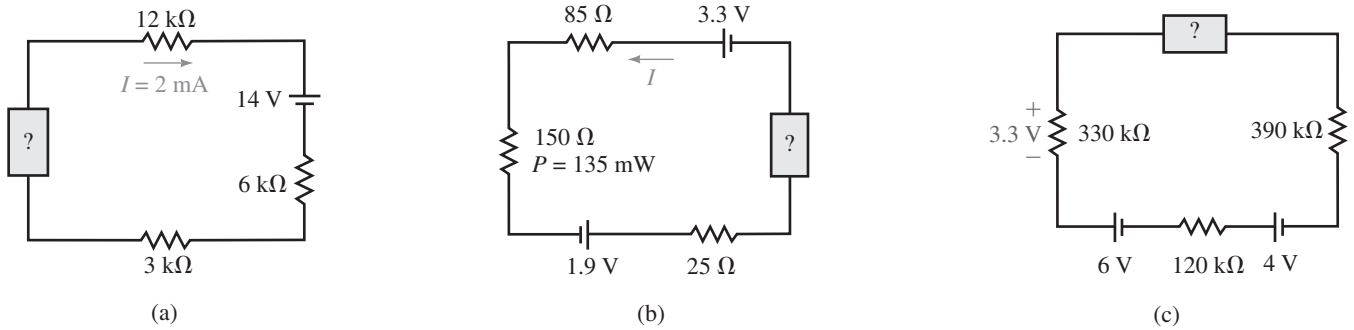 12 kΩ
I = 2 mA
14 V
?
6 kΩ
3 kΩ
(a)
85 Ω
3.3 V
I
150 Ω
P = 135 mW
?
1.9 V
25 Ω
(b)
?
+
3.3 V
−
330 kΩ
390 kΩ
6 V
120 kΩ
4 V
(c)